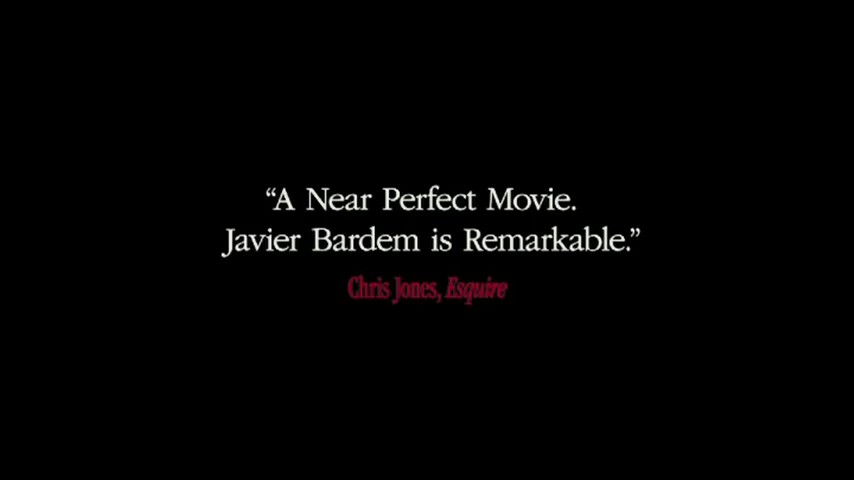 “A Near Perfect Movie.
Javier Bardem is Remarkable.”
Chris Jones, Esquire